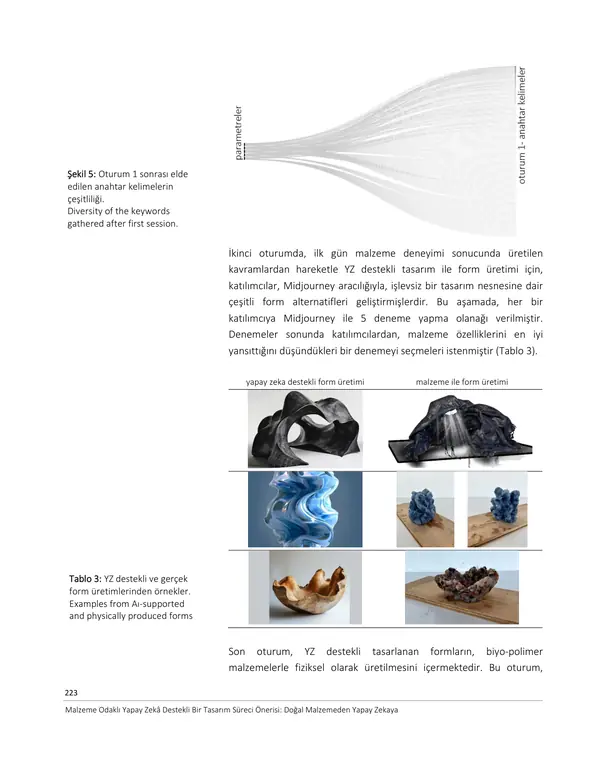 parametreler
oturum 1- anahtar kelimeler
Şekil 5: Oturum 1 sonrası elde
edilen anahtar kelimelerin
çeşitliliği.
Diversity of the keywords
gathered after first session.
İkinci oturumda, ilk gün malzeme deneyimi sonucunda üretilen
kavramlardan hareketle YZ destekli tasarım ile form üretimi için,
katılımcılar, Midjourney aracılığıyla, işlevsiz bir tasarım nesnesine dair
çeşitli form alternatifleri geliştirmişlerdir. Bu aşamada, her bir
katılımcıya Midjourney ile 5 deneme yapma olanağı verilmiştir.
Denemeler sonunda katılımcılardan, malzeme özelliklerini en iyi
yansıttığını düşündükleri bir denemeyi seçmeleri istenmiştir (Tablo 3).
yapay zeka destekli form üretimi
malzeme ile form üretimi
Tablo 3: YZ destekli ve gerçek
form üretimlerinden örnekler.
Examples from Aı-supported
and physically produced forms
Son oturum, YZ destekli tasarlanan formların, biyo-polimer
malzemelerle fiziksel olarak üretilmesini içermektedir. Bu oturum,
223
Malzeme Odaklı Yapay Zekâ Destekli Bir Tasarım Süreci Önerisi: Doğal Malzemeden Yapay Zekaya